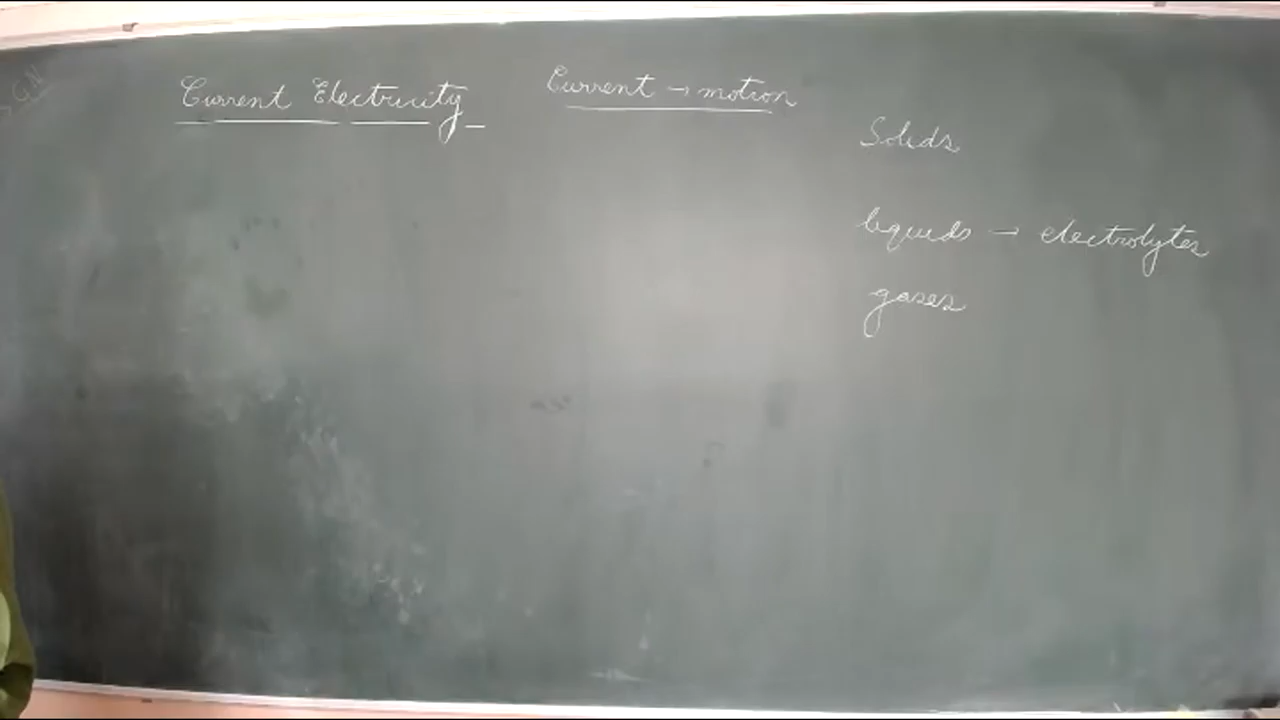 Current Electricity
Current → motion
Solids
liquids → electrolytes
gases